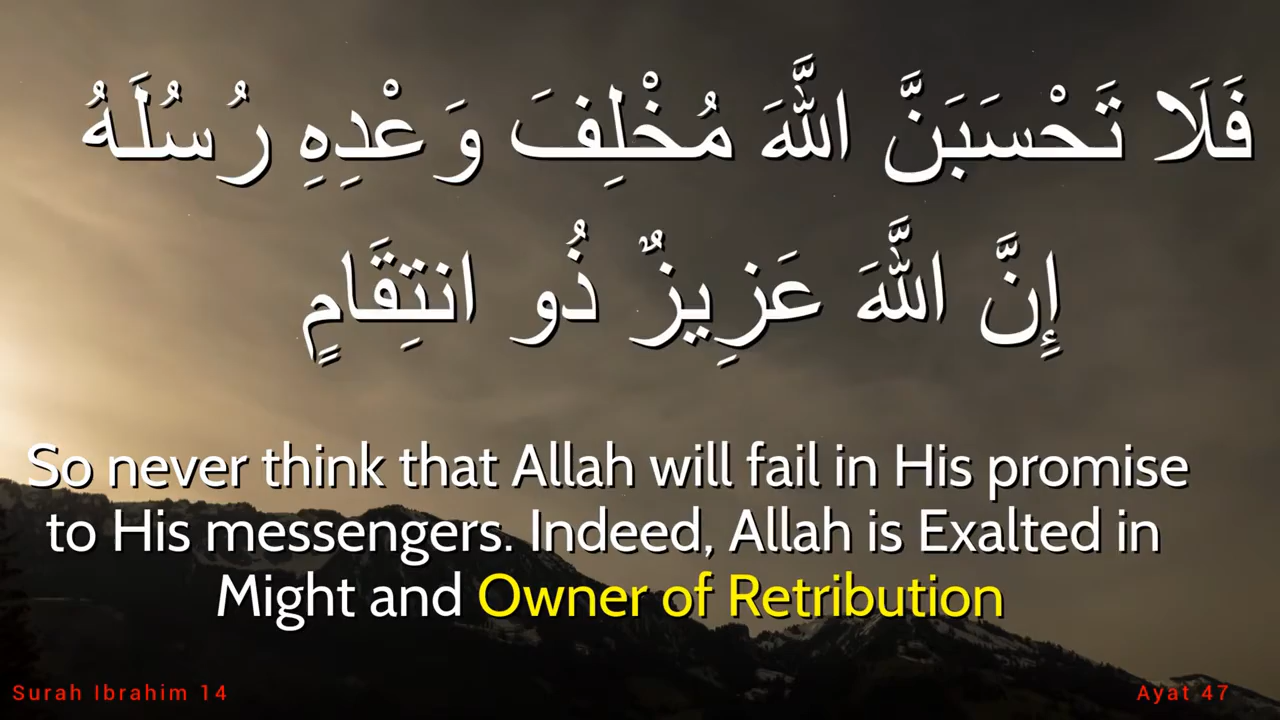 فَلَا تَحْسَبَنَّ اللَّهَ مُخْلِفَ وَعْدِهِ رُسُلَهُ
إِنَّ اللَّهَ عَزِيزٌ ذُو انتِقَامٍ
So never think that Allah will fail in His promise
to His messengers. Indeed, Allah is Exalted in
Might and Owner of Retribution
Surah Ibrahim 14
Ayat 47